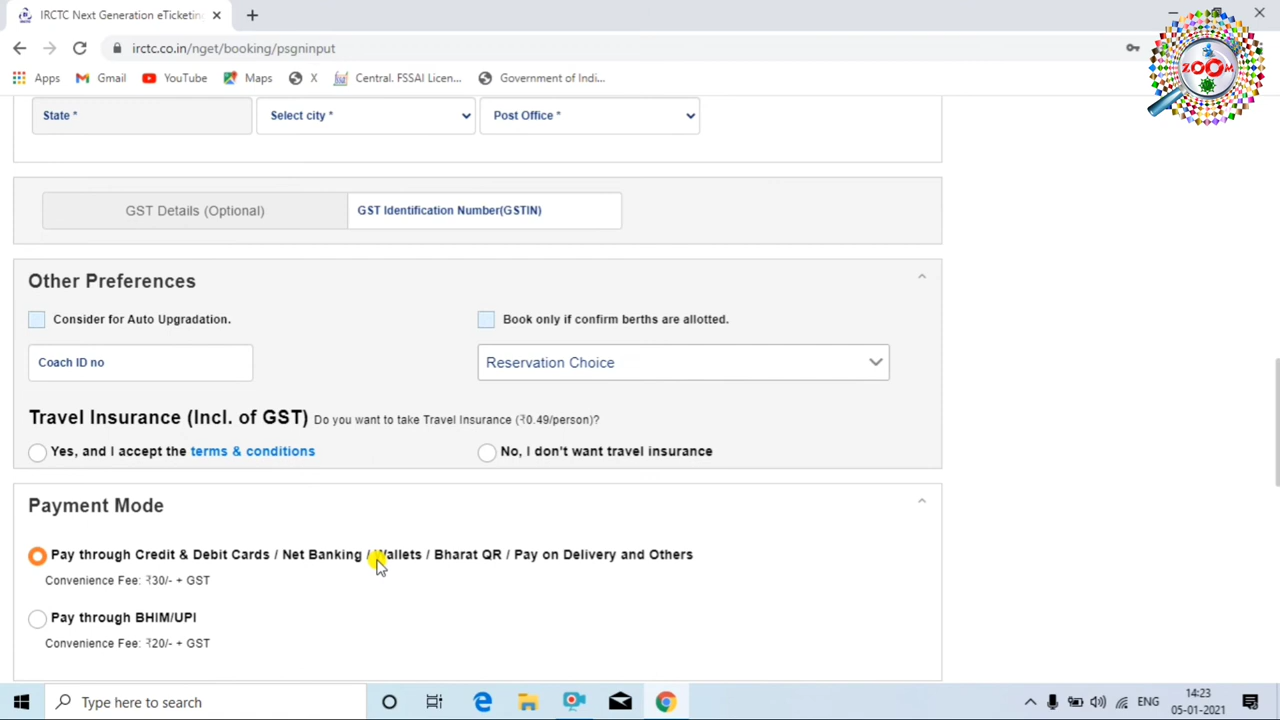 IRCTC Next Generation eTicketing
irctc.co.in/nget/booking/psgninput
Apps
Gmail
YouTube
Maps
X
Central. FSSAI Licen...
Government of Indi...
ZOOM
State *
Select city *
Post Office *
GST Details (Optional)
GST Identification Number(GSTIN)
Other Preferences
Consider for Auto Upgradation.
Book only if confirm berths are allotted.
Coach ID no
Reservation Choice
Travel Insurance (Incl. of GST) Do you want to take Travel Insurance (₹0.49/person)?
Yes, and I accept the terms & conditions
No, I don't want travel insurance
Payment Mode
Pay through Credit & Debit Cards / Net Banking / Wallets / Bharat QR / Pay on Delivery and Others
Convenience Fee: ₹30/- + GST
Pay through BHIM/UPI
Convenience Fee: ₹20/- + GST
Type here to search
ENG
14:23
05-01-2021